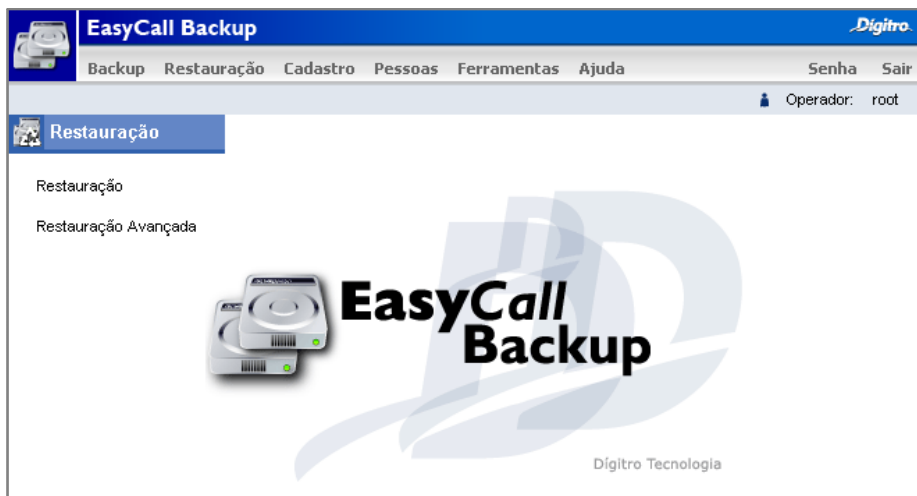 EasyCall Backup Dígitro
Backup Restauração Cadastro Pessoas Ferramentas Ajuda Senha Sair
Operador: root
Restauração
Restauração
Restauração Avançada
EasyCall
Backup
Dígitro Tecnologia